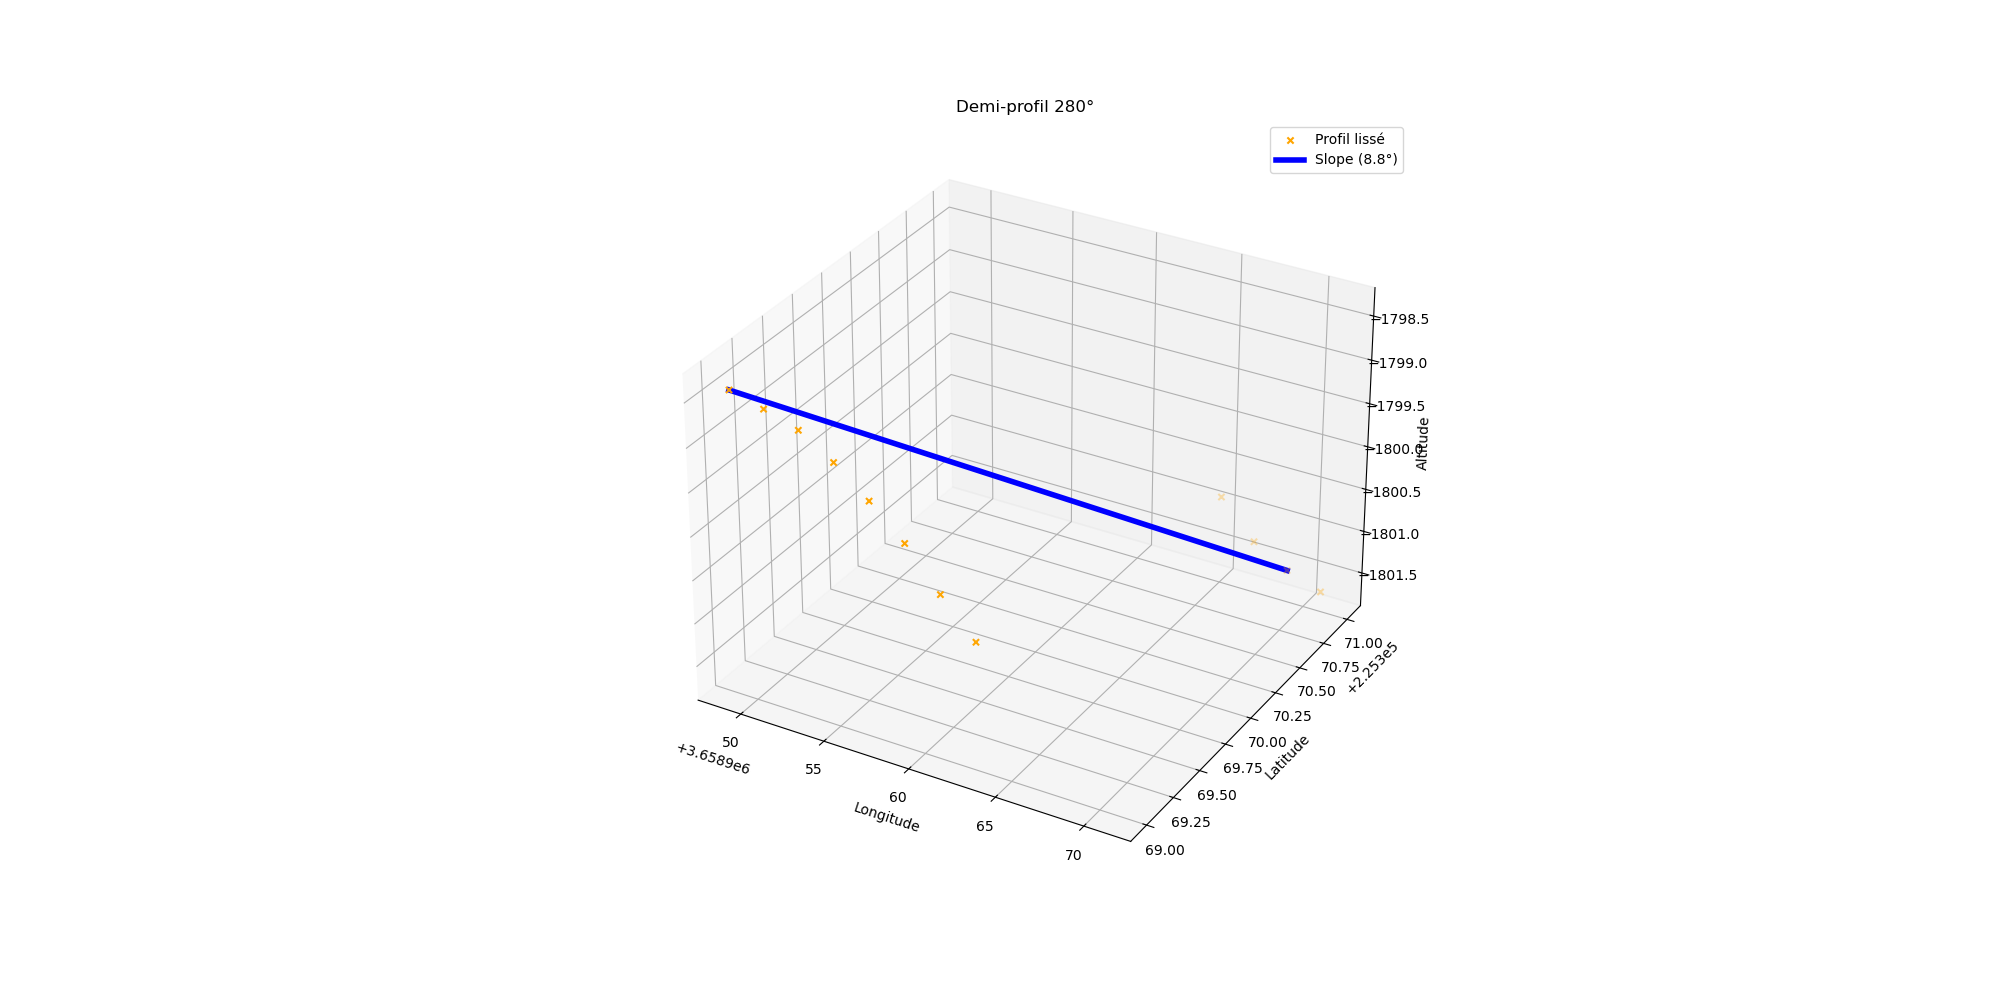 Demi-profil 280°
Profil lissé
Slope (8.8°)
−1798.5
−1799.0
−1799.5
−1800.0
−1800.5
−1801.0
−1801.5
Altitude
71.00
70.75
70.50
70.25
70.00
69.75
69.50
69.25
69.00
+2.253e5
Latitude
50
55
60
65
70
+3.6589e6
Longitude